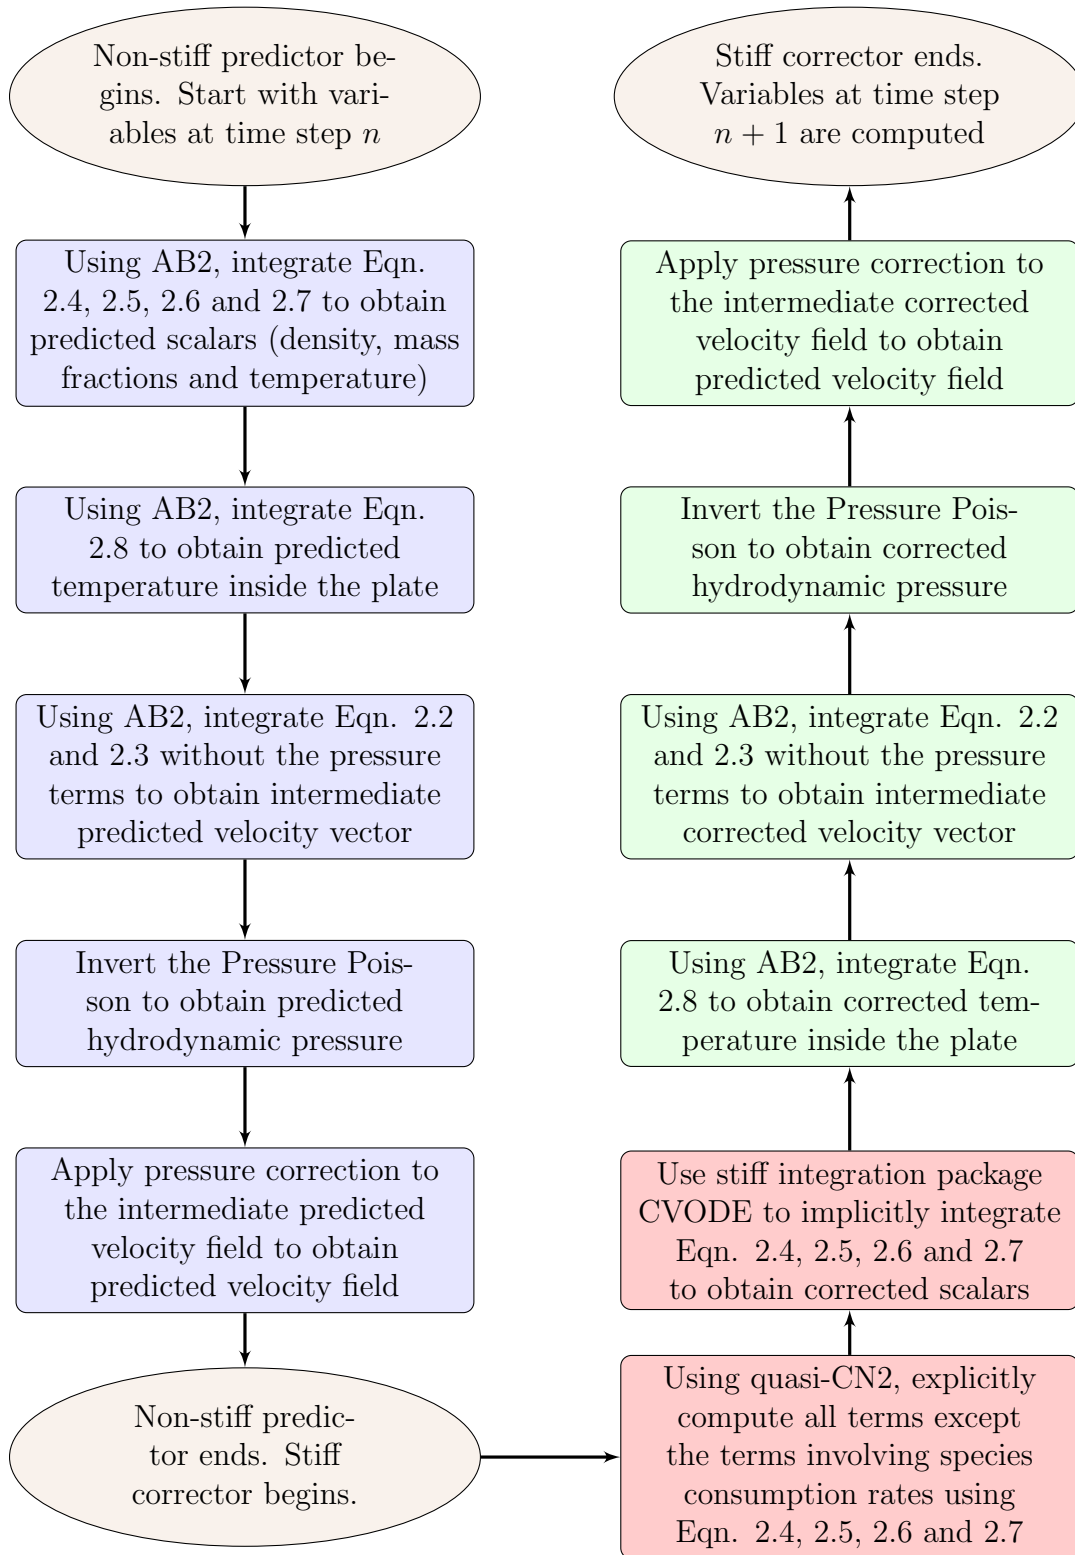 Non-stiff predictor be-
gins. Start with vari-
ables at time step n
Using AB2, integrate Eqn.
2.4, 2.5, 2.6 and 2.7 to obtain
predicted scalars (density, mass
fractions and temperature)
Using AB2, integrate Eqn.
2.8 to obtain predicted
temperature inside the plate
Using AB2, integrate Eqn. 2.2
and 2.3 without the pressure
terms to obtain intermediate
predicted velocity vector
Invert the Pressure Pois-
son to obtain predicted
hydrodynamic pressure
Apply pressure correction to
the intermediate predicted
velocity field to obtain
predicted velocity field
Non-stiff predic-
tor ends. Stiff
corrector begins.
Using quasi-CN2, explicitly
compute all terms except
the terms involving species
consumption rates using
Eqn. 2.4, 2.5, 2.6 and 2.7
Use stiff integration package
CVODE to implicitly integrate
Eqn. 2.4, 2.5, 2.6 and 2.7
to obtain corrected scalars
Using AB2, integrate Eqn.
2.8 to obtain corrected tem-
perature inside the plate
Using AB2, integrate Eqn. 2.2
and 2.3 without the pressure
terms to obtain intermediate
corrected velocity vector
Invert the Pressure Pois-
son to obtain corrected
hydrodynamic pressure
Apply pressure correction to
the intermediate corrected
velocity field to obtain
predicted velocity field
Stiff corrector ends.
Variables at time step
n + 1 are computed